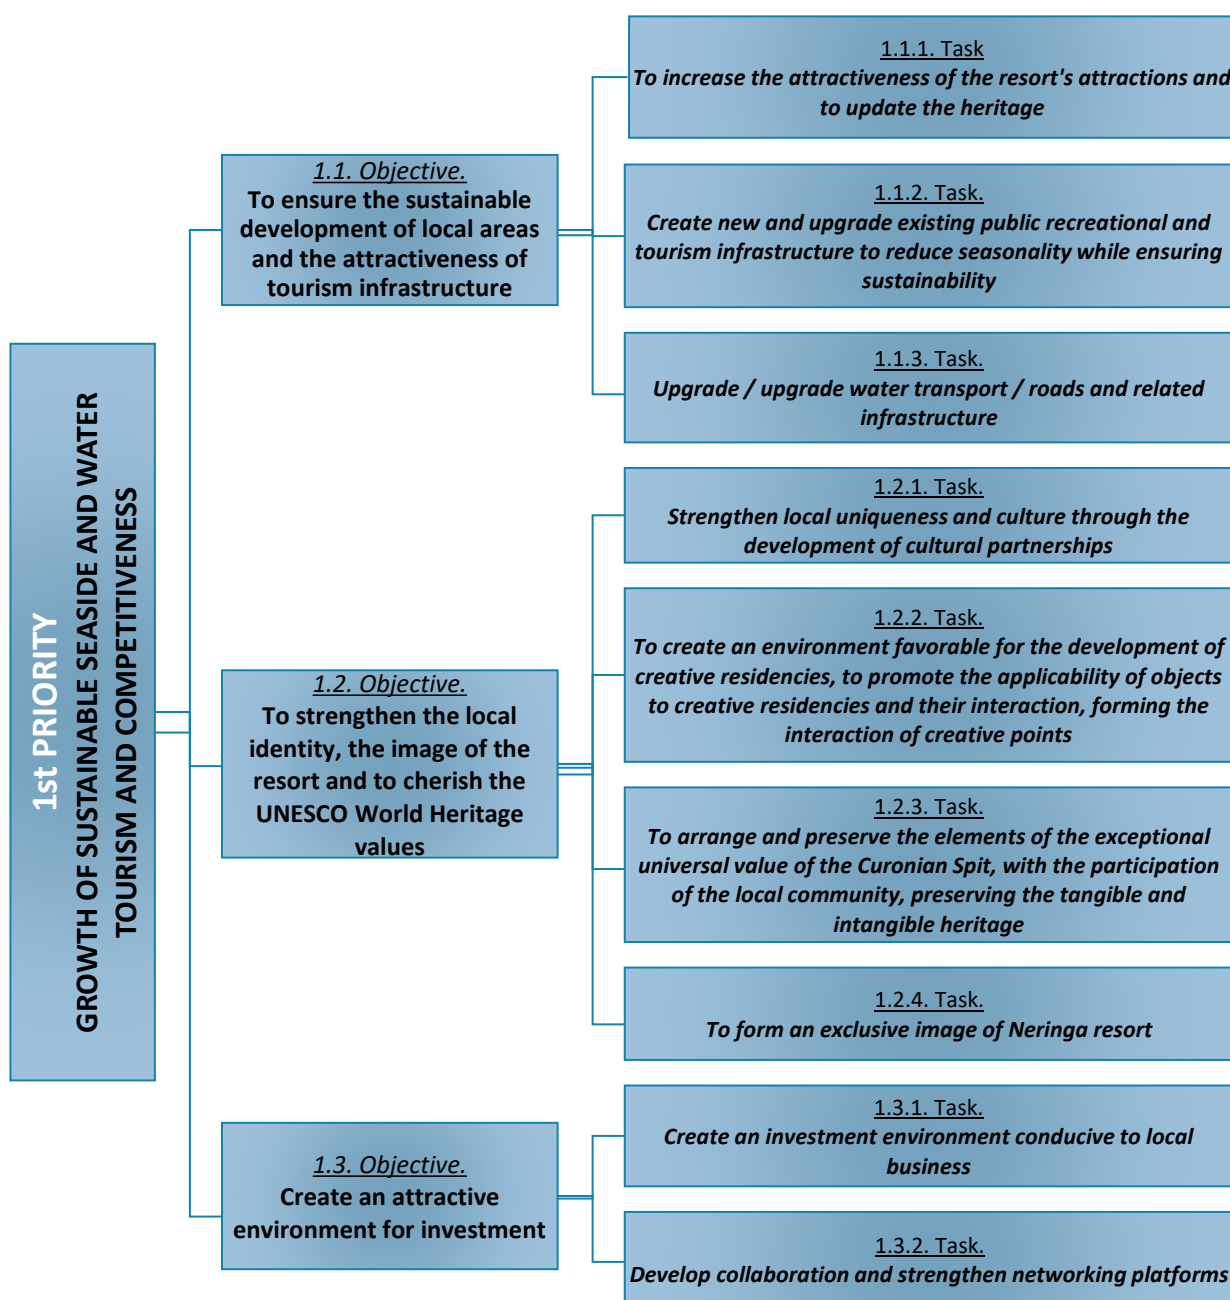 1st PRIORITY
GROWTH OF SUSTAINABLE SEASIDE AND WATER
TOURISM AND COMPETITIVENESS
1.1. Objective.
To ensure the sustainable
development of local areas
and the attractiveness of
tourism infrastructure
1.1.1. Task
To increase the attractiveness of the resort's attractions and
to update the heritage
1.1.2. Task.
Create new and upgrade existing public recreational and
tourism infrastructure to reduce seasonality while ensuring
sustainability
1.1.3. Task.
Upgrade / upgrade water transport / roads and related
infrastructure
1.2. Objective.
To strengthen the local
identity, the image of the
resort and to cherish the
UNESCO World Heritage
values
1.2.1. Task.
Strengthen local uniqueness and culture through the
development of cultural partnerships
1.2.2. Task.
To create an environment favorable for the development of
creative residencies, to promote the applicability of objects
to creative residencies and their interaction, forming the
interaction of creative points
1.2.3. Task.
To arrange and preserve the elements of the exceptional
universal value of the Curonian Spit, with the participation
of the local community, preserving the tangible and
intangible heritage
1.2.4. Task.
To form an exclusive image of Neringa resort
1.3. Objective.
Create an attractive
environment for investment
1.3.1. Task.
Create an investment environment conducive to local
business
1.3.2. Task.
Develop collaboration and strengthen networking platforms